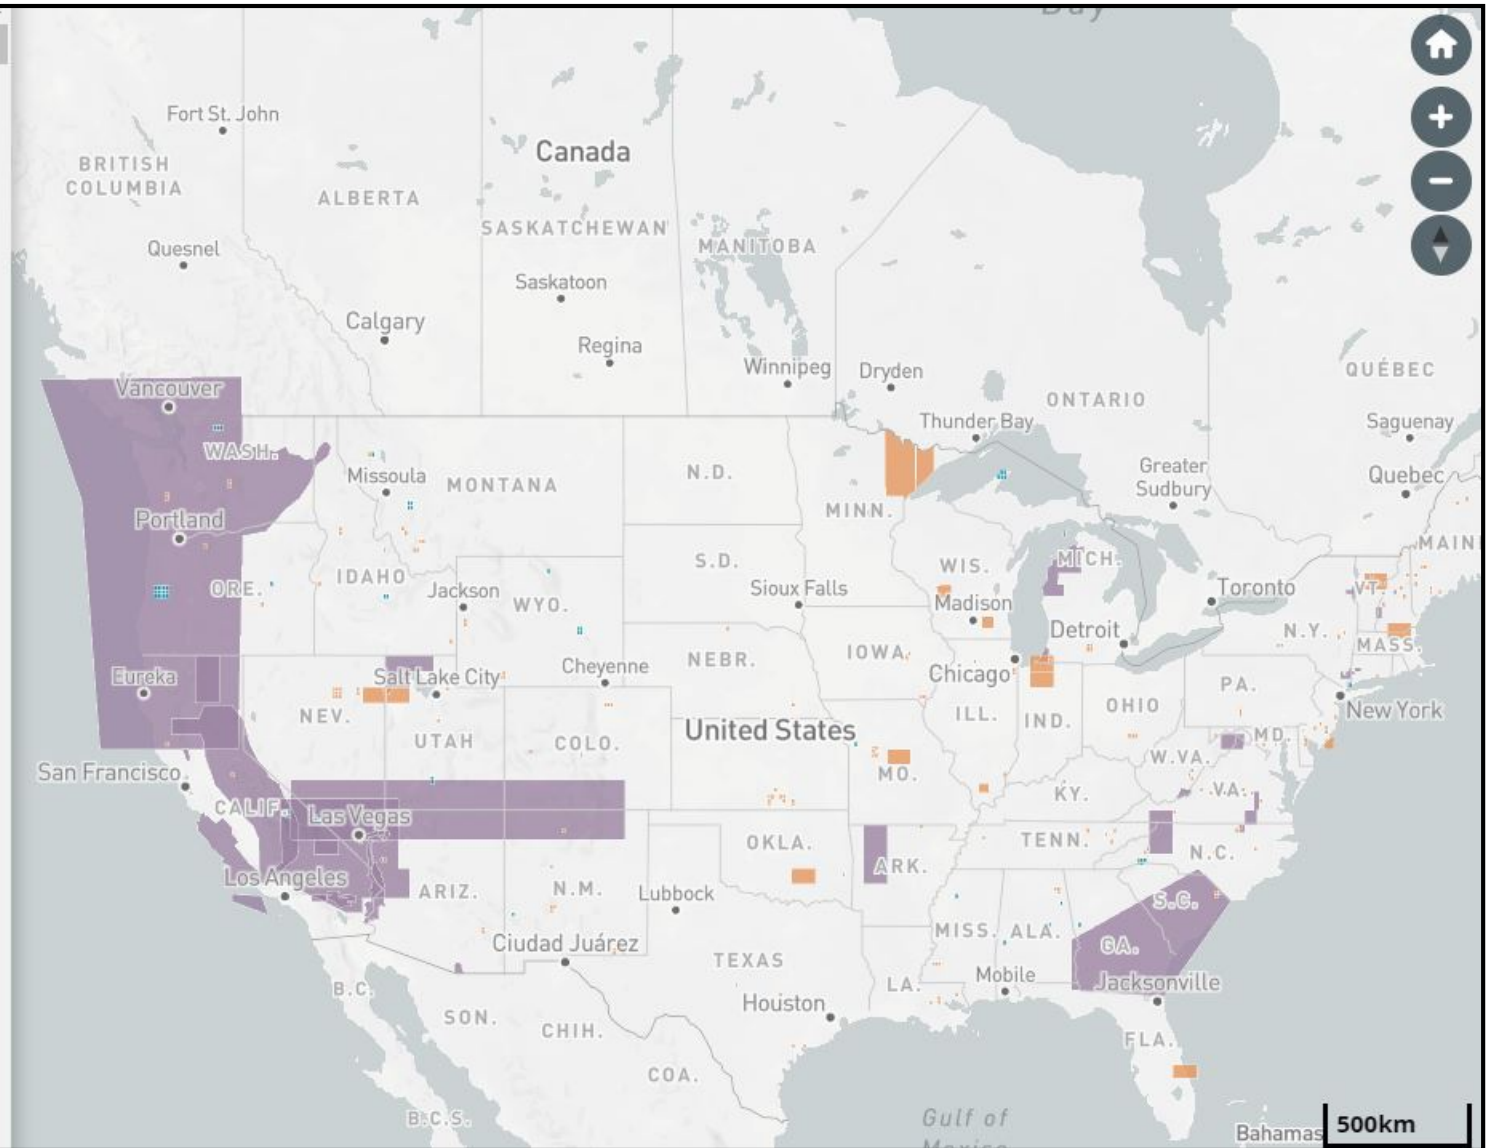 Bay
Fort St. John
Canada
BRITISH
COLUMBIA
ALBERTA
SASKATCHEWAN
MANITOBA
Quesnel
Saskatoon
Calgary
Regina
Winnipeg
Dryden
QUÉBEC
Vancouver
ONTARIO
Thunder Bay
Saguenay
WASH.
Missoula
MONTANA
N.D.
Greater
Sudbury
Quebec
Portland
MINN.
MAIN
ORE.
IDAHO
Jackson
WYO.
S.D.
Sioux Falls
WIS.
MICH.
Madison
Toronto
VT.
Detroit
N.Y.
MASS.
Eureka
Salt Lake City
Cheyenne
NEBR.
IOWA
Chicago
PA.
NEV.
UTAH
COLO.
United States
ILL.
IND.
OHIO
New York
San Francisco
MO.
W.VA.
MD.
CALIF.
Las Vegas
KY.
VA.
OKLA.
ARK.
TENN.
N.C.
Los Angeles
ARIZ.
N.M.
Lubbock
S.C.
Ciudad Juárez
TEXAS
MISS.
ALA.
GA.
B.C.
LA.
Mobile
Jacksonville
SON.
CHIH.
Houston
FLA.
COA.
B.C.S.
Gulf of
Mexico
Bahamas
500km